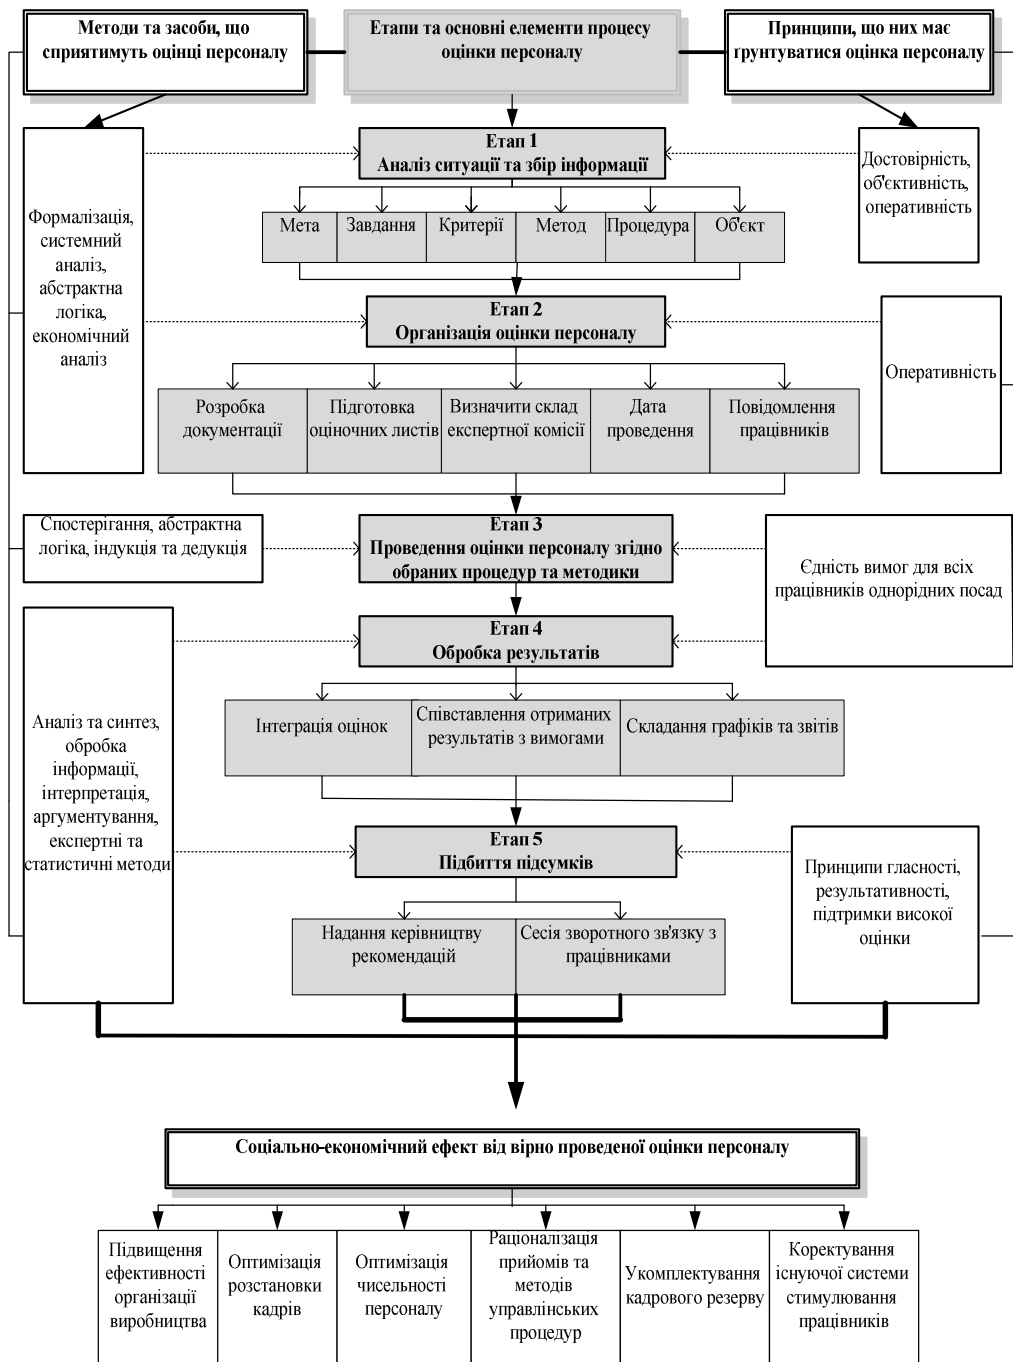 Методи та засоби, що
сприятимуть оцінці персоналу
Етапи та основні елементи процесу
оцінки персоналу
Принципи, що них має
ґрунтуватися оцінка персоналу
Етап 1
Аналіз ситуації та збір інформації
Достовірність,
об'єктивність,
оперативність
Формалізація,
системний
аналіз,
абстрактна
логіка,
економічний
аналіз
Мета
Завдання
Критерії
Метод
Процедура
Об'єкт
Етап 2
Організація оцінки персоналу
Оперативність
Розробка
документації
Підготовка
оціночних листів
Визначити склад
експертної комісії
Дата
проведення
Повідомлення
працівників
Спостерігання, абстрактна
логіка, індукція та дедукція
Етап 3
Проведення оцінки персоналу згідно
обраних процедур та методики
Єдність вимог для всіх
працівників однорідних посад
Етап 4
Обробка результатів
Аналіз та синтез,
обробка
інформації,
інтерпретація,
аргументування,
експертні та
статистичні методи
Інтеграція оцінок
Співставлення отриманих
результатів з вимогами
Складання графіків та звітів
Етап 5
Підбиття підсумків
Принципи гласності,
результативності,
підтримки високої
оцінки
Надання керівництву
рекомендацій
Сесія зворотного зв'язку з
працівниками
Соціально-економічний ефект від вірно проведеної оцінки персоналу
Підвищення
ефективності
організації
виробництва
Оптимізація
розстановки
кадрів
Оптимізація
чисельності
персоналу
Раціоналізація
прийомів та
методів
управлінських
процедур
Укомплектування
кадрового резерву
Коректування
існуючої системи
стимулювання
працівників